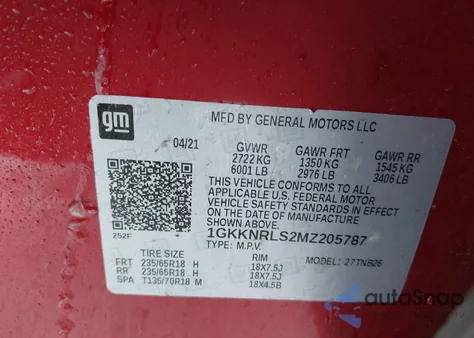 gm
MFD BY GENERAL MOTORS LLC
04/21
GVWR GAWR FRT GAWR RR
2722 KG 1350 KG 1545 KG
6001 LB 2976 LB 3406 LB
THIS VEHICLE CONFORMS TO ALL
APPLICABLE U.S. FEDERAL MOTOR
VEHICLE SAFETY STANDARDS IN EFFECT
ON THE DATE OF MANUFACTURE
SHOWN ABOVE.
1GKKNRLS2MZ205787
252F
TYPE: M.P.V. MODEL: 27TNB26
TIRE SIZE RIM
FRT 235/65R18 H 18X7.5J
RR 235/65R18 H 18X7.5J
SPA T135/70R18 M 18X4.5B
autoSnap